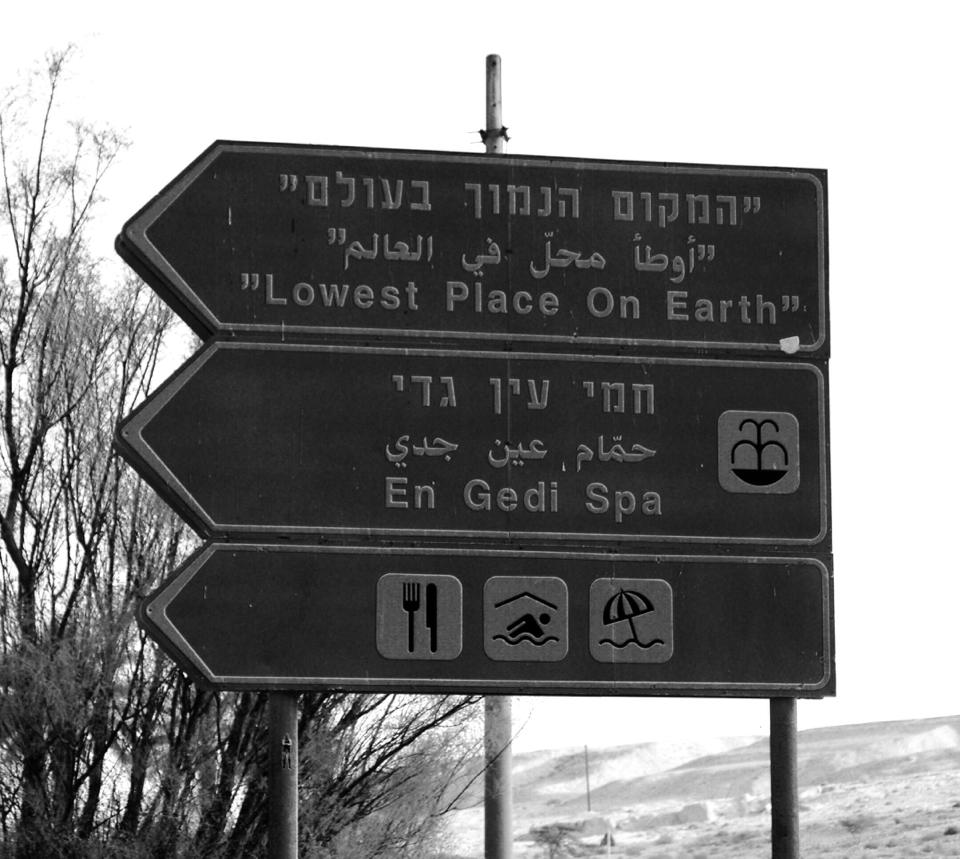 ”המקום הנמוך בעולם”
”أوطأ محلّ في العالم”
”Lowest Place On Earth”
חמי עין גדי
حمّام عين جدي
En Gedi Spa